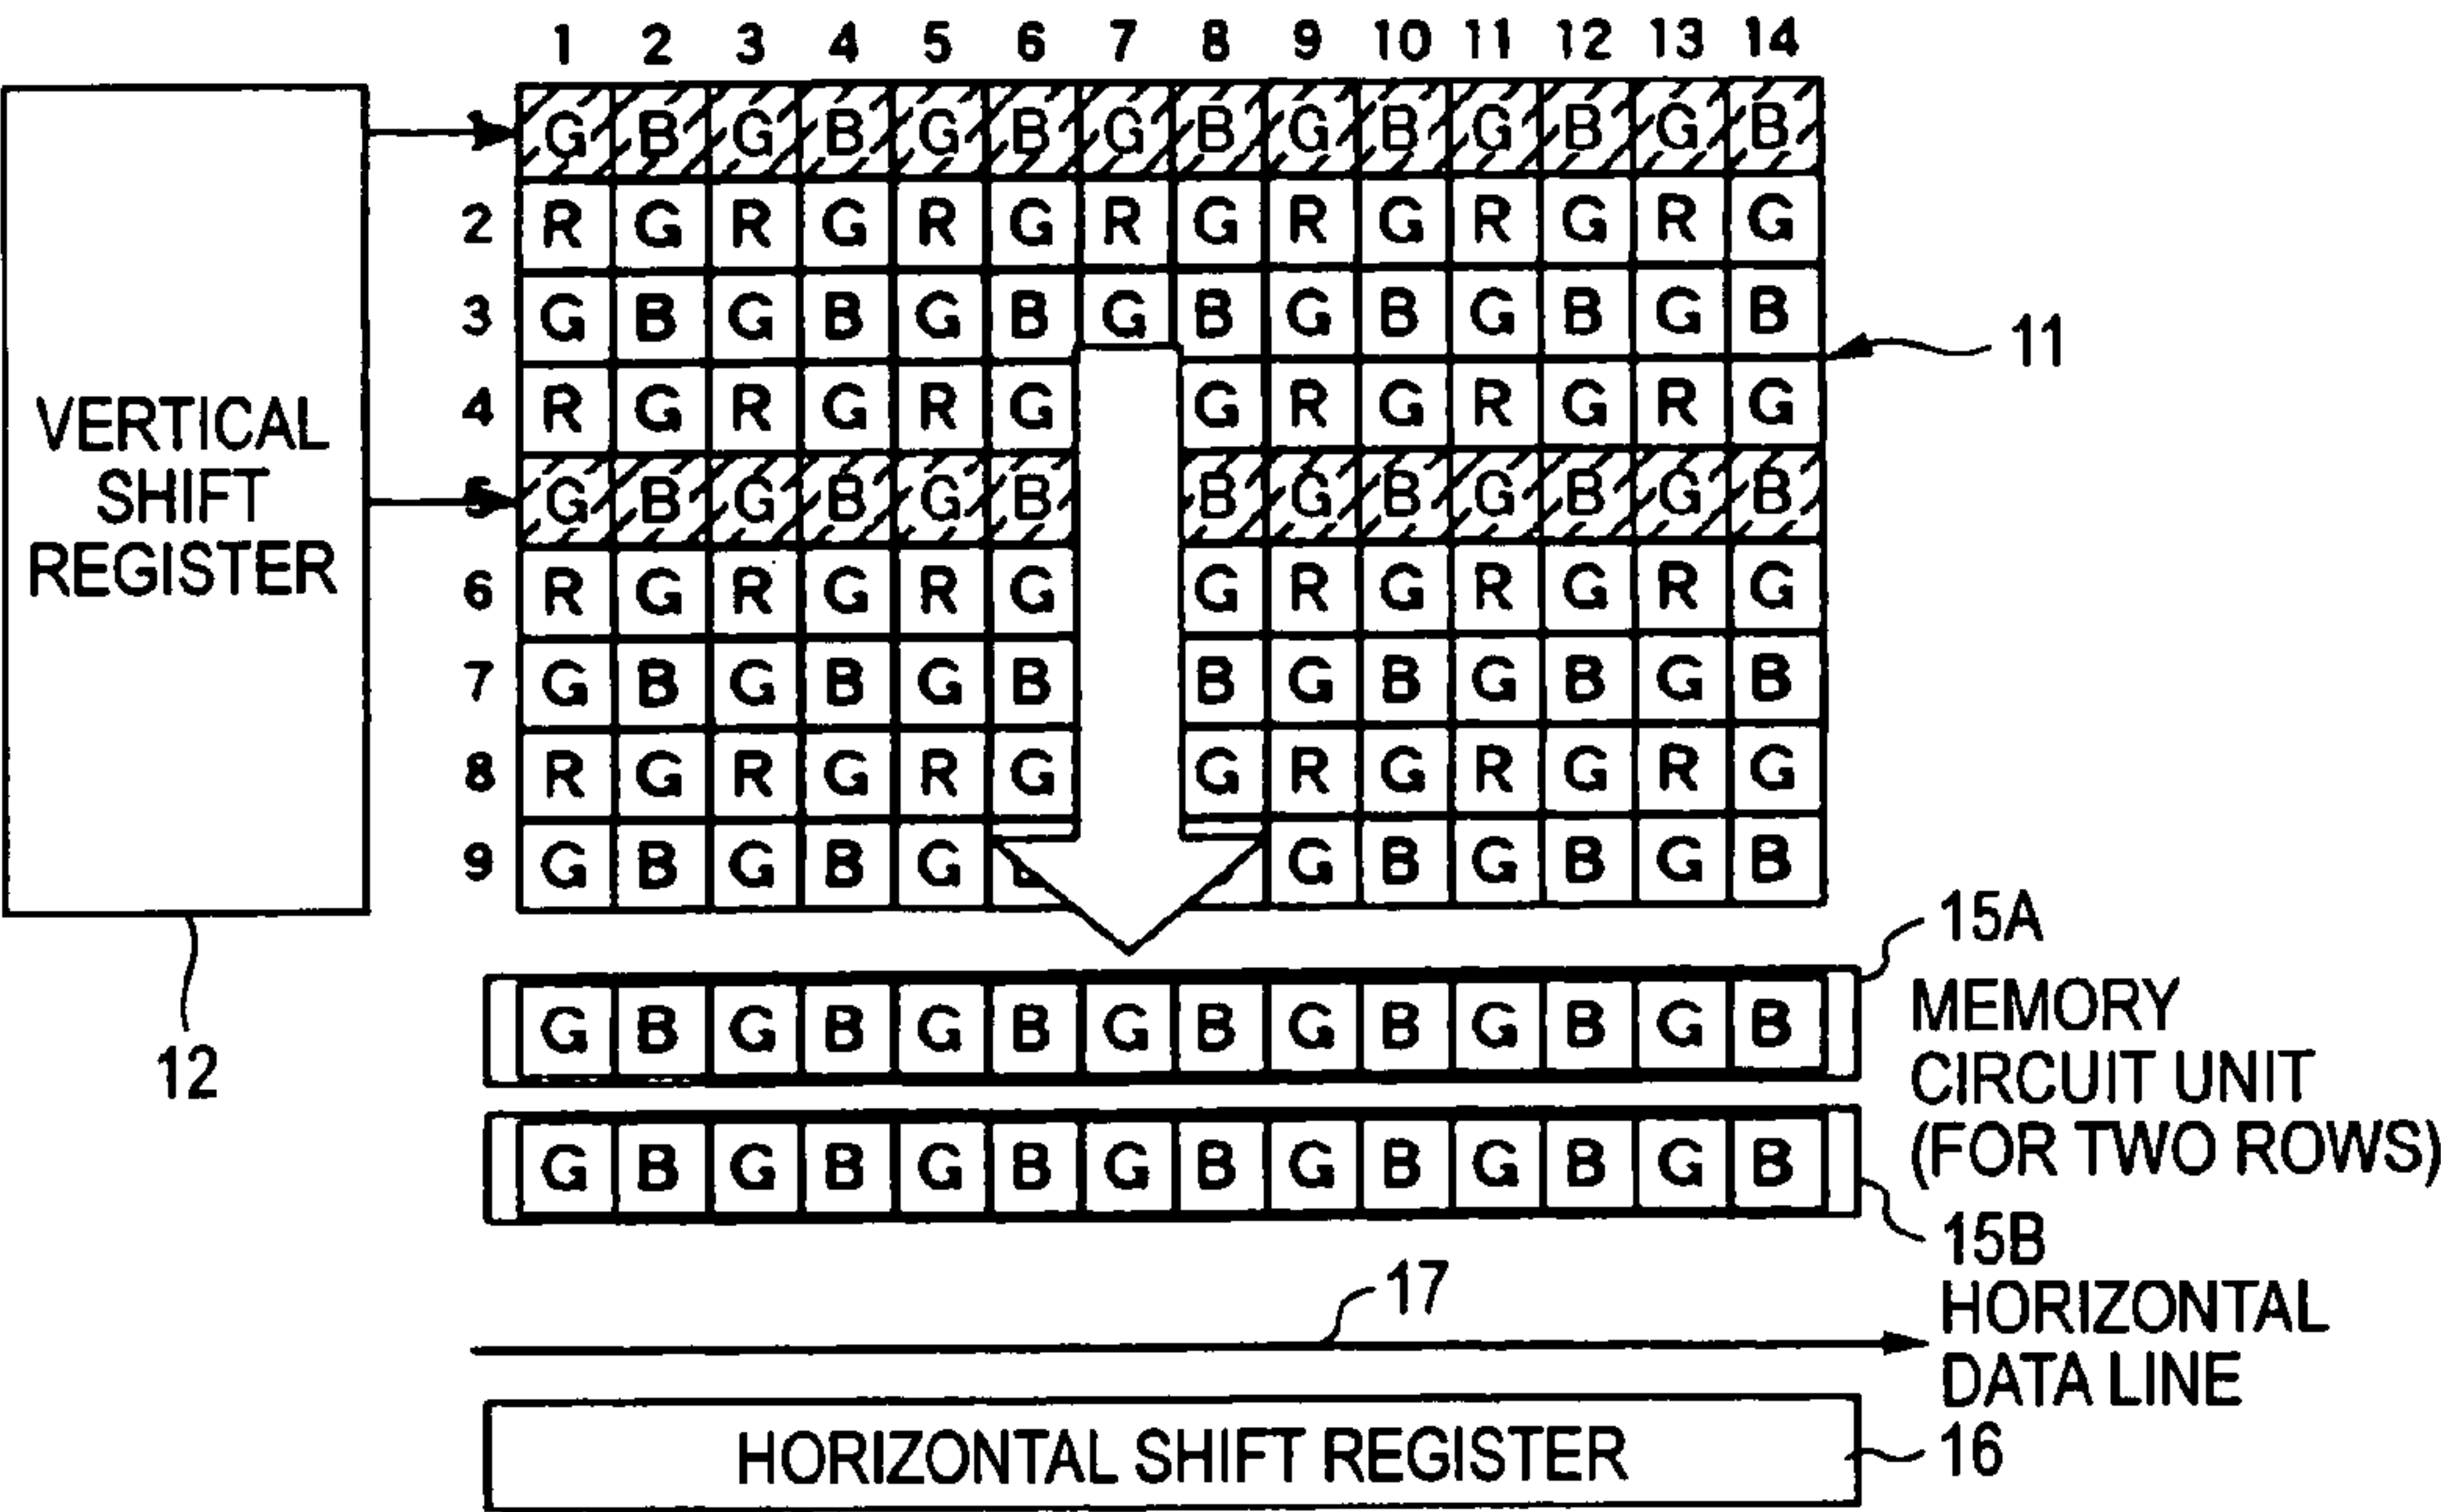 1 2 3 4 5 6 7 8 9 10 11 12 13 14
G B G B G B G B G B G B G B
2 R G R G R G R G R G R G R G
3 G B G B G B G B G B G B G B
11
4 R G R G R G G R G R G R G
VERTICAL
SHIFT
REGISTER
G B G B G B B G B G B G B
6 R G R G R G G R G R G R G
7 G B G B G B B G B G B G B
8 R G R G R G G R G R G R G
9 G B G B G G B G B G B
12
15A
G B G B G B G B G B G B G B
MEMORY
CIRCUIT UNIT
(FOR TWO ROWS)
G B G B G B G B G B G B G B
15B
17
HORIZONTAL
DATA LINE
HORIZONTAL SHIFT REGISTER
16